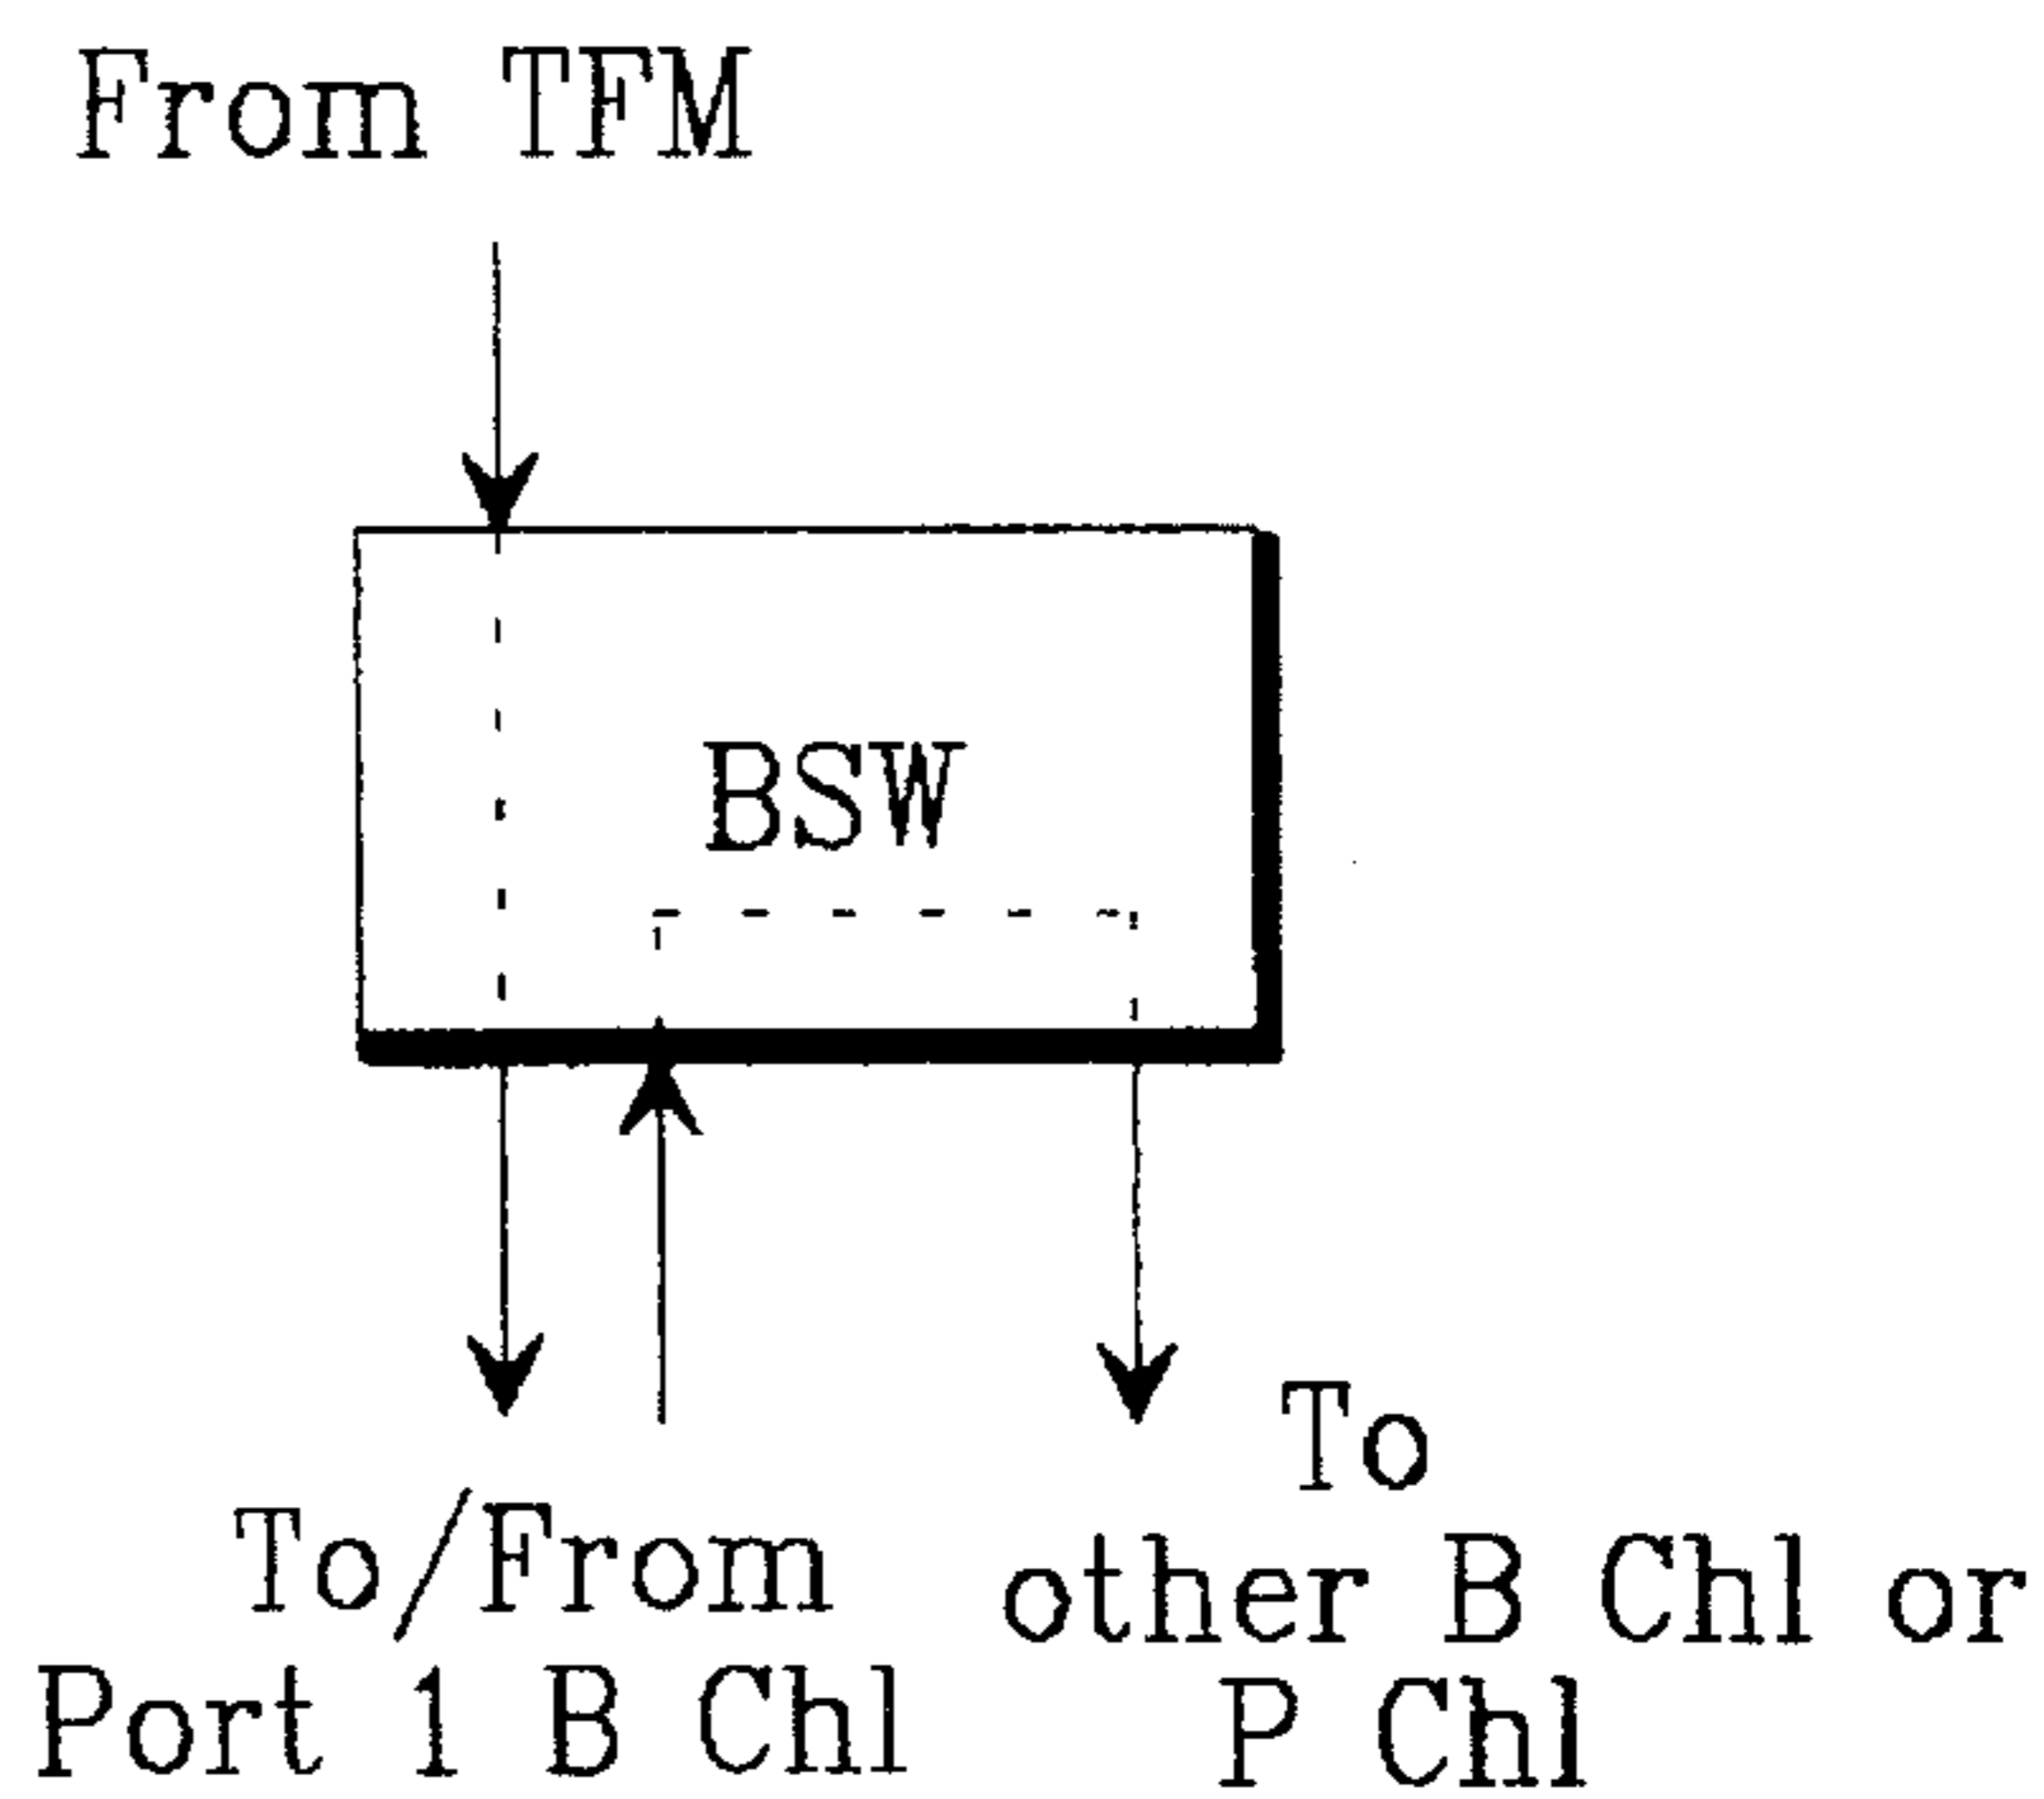 From TFM
BSW
To/From
Port 1 B Chl
To
other B Chl or
P Chl